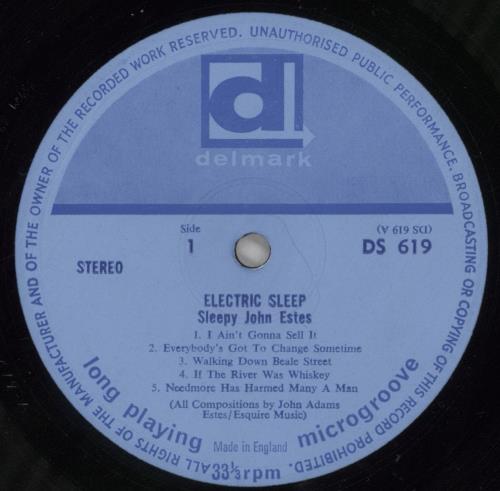 ALL RIGHTS OF THE MANUFACTURER AND OF THE OWNER OF THE RECORDED WORK RESERVED. UNAUTHORISED PUBLIC PERFORMANCE, BROADCASTING OR COPYING OF THIS RECORD PROHIBITED.
d
delmark
Side
1
(DS 619 A)
DS 619
STEREO
ELECTRIC SLEEP
Sleepy John Estes
1. I Ain't Gonna Sell It
2. Everybody's Got To Change Sometime
3. Walking Down Beale Street
4. If The River Was Whiskey
5. Needmore Has Harmed Many A Man
(All Compositions by John Adams
Estes/Esquire Music)
long playing
microgroove
Made in England
33⅓ rpm